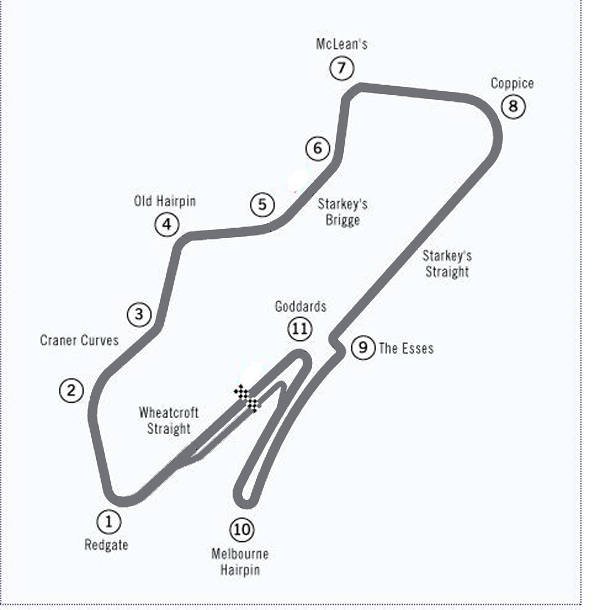 McLean's
7
Coppice
8
6
Old Hairpin
4
5
Starkey's
Brigge
Starkey's
Straight
3
Goddards
11
Craner Curves
9
The Esses
2
Wheatcroft
Straight
1
Redgate
10
Melbourne
Hairpin